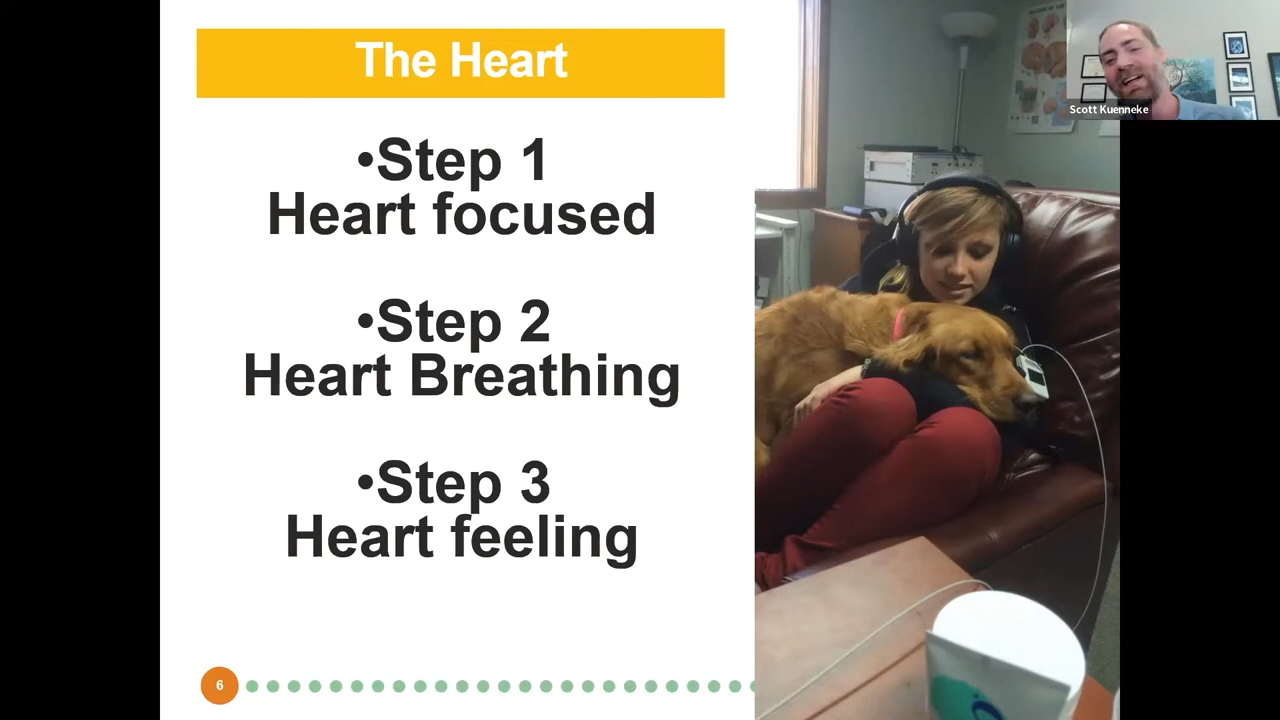 The Heart
•Step 1
Heart focused
•Step 2
Heart Breathing
•Step 3
Heart feeling
6
Scott Kuenneke